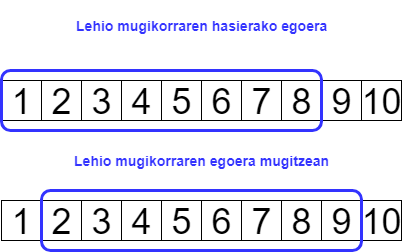 Lehio mugikorraren hasierako egoera
1 2 3 4 5 6 7 8 9 10
Lehio mugikorraren egoera mugitzean
1 2 3 4 5 6 7 8 9 10